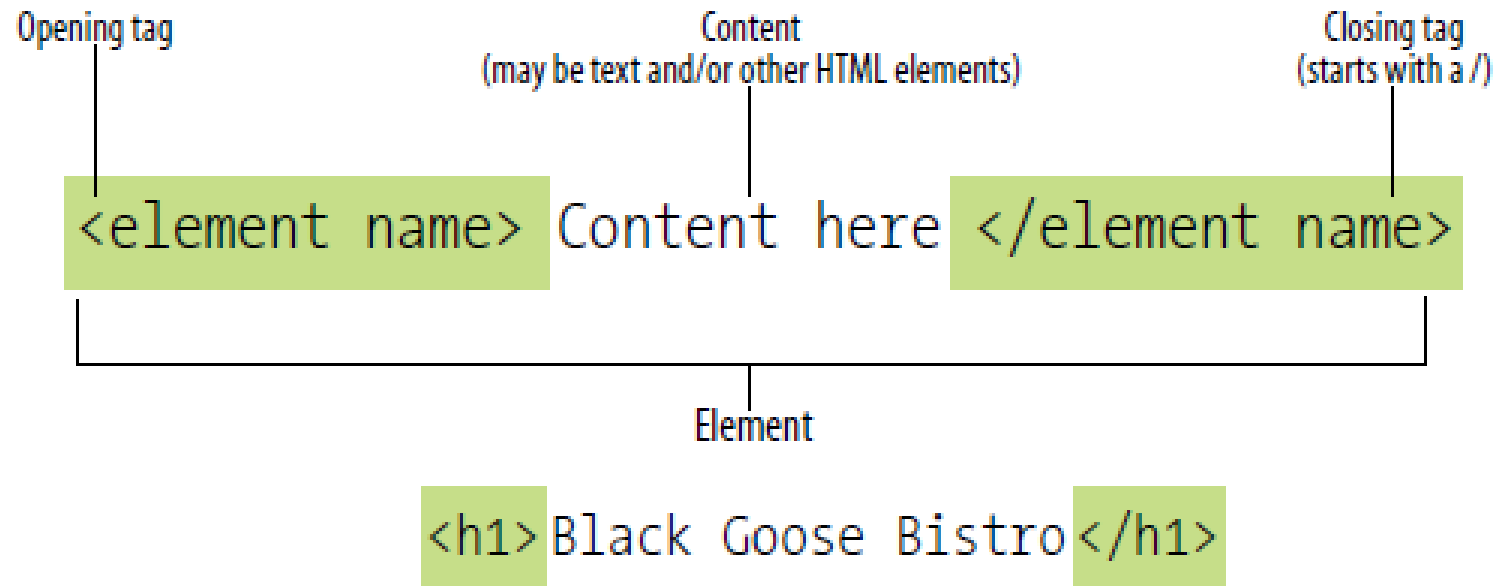 Opening tag
Content
(may be text and/or other HTML elements)
Closing tag
(starts with a /)
<element name> Content here </element name>
Element
<h1>Black Goose Bistro</h1>